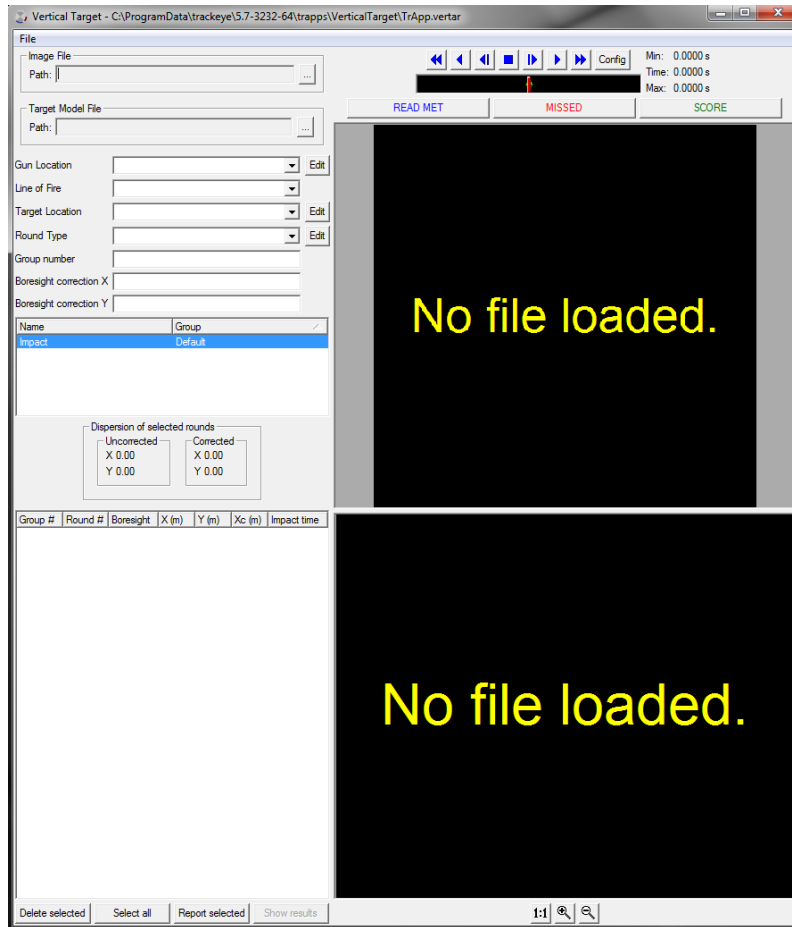 Vertical Target - C:\ProgramData\trackeye\5.7-3232-64\trapps\VerticalTarget\TrApp.vertar
File
Image File
Path: ...
Target Model File
Path: ...
Gun Location Edit
Line of Fire
Target Location Edit
Round Type Edit
Group number
Boresight correction X
Boresight correction Y
Name Group
Impact Default
Dispersion of selected rounds
Uncorrected Corrected
X 0.00 X 0.00
Y 0.00 Y 0.00
Group # Round # Boresight X (m) Y (m) Xc (m) Impact time
Delete selected Select all Report selected Show results
Config
Min: 0.0000 s
Time: 0.0000 s
Max: 0.0000 s
READ MET MISSED SCORE
No file loaded.
No file loaded.
1:1